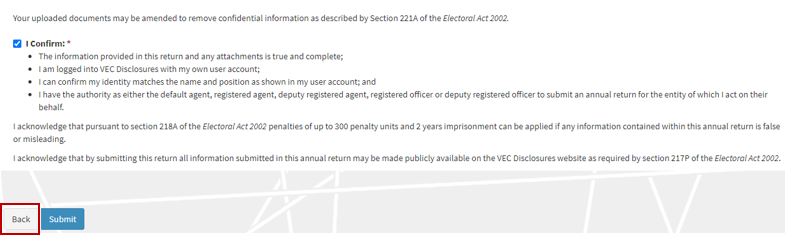 Your uploaded documents may be amended to remove confidential information as described by Section 221A of the Electoral Act 2002.
I Confirm: *
• The information provided in this return and any attachments is true and complete;
• I am logged into VEC Disclosures with my own user account;
• I can confirm my identity matches the name and position as shown in my user account; and
• I have the authority as either the default agent, registered agent, deputy registered agent, registered officer or deputy registered officer to submit an annual return for the entity of which I act on their
behalf.
I acknowledge that pursuant to section 218A of the Electoral Act 2002 penalties of up to 300 penalty units and 2 years imprisonment can be applied if any information contained within this annual return is false
or misleading.
I acknowledge that by submitting this return all information submitted in this annual return may be made publicly available on the VEC Disclosures website as required by section 217P of the Electoral Act 2002.
Back Submit